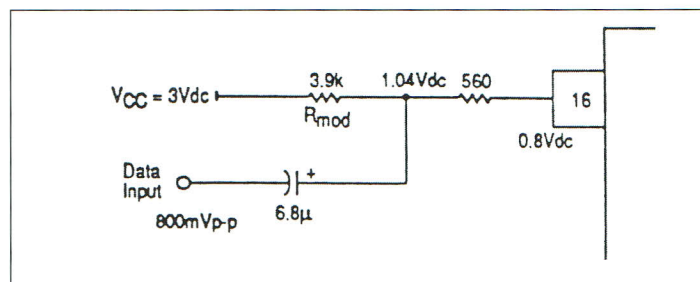 3.9k
1.04Vdc
560
VCC = 3Vdc
16
Rmod
0.8Vdc
Data
Input
+
6.8μ
800mVp-p